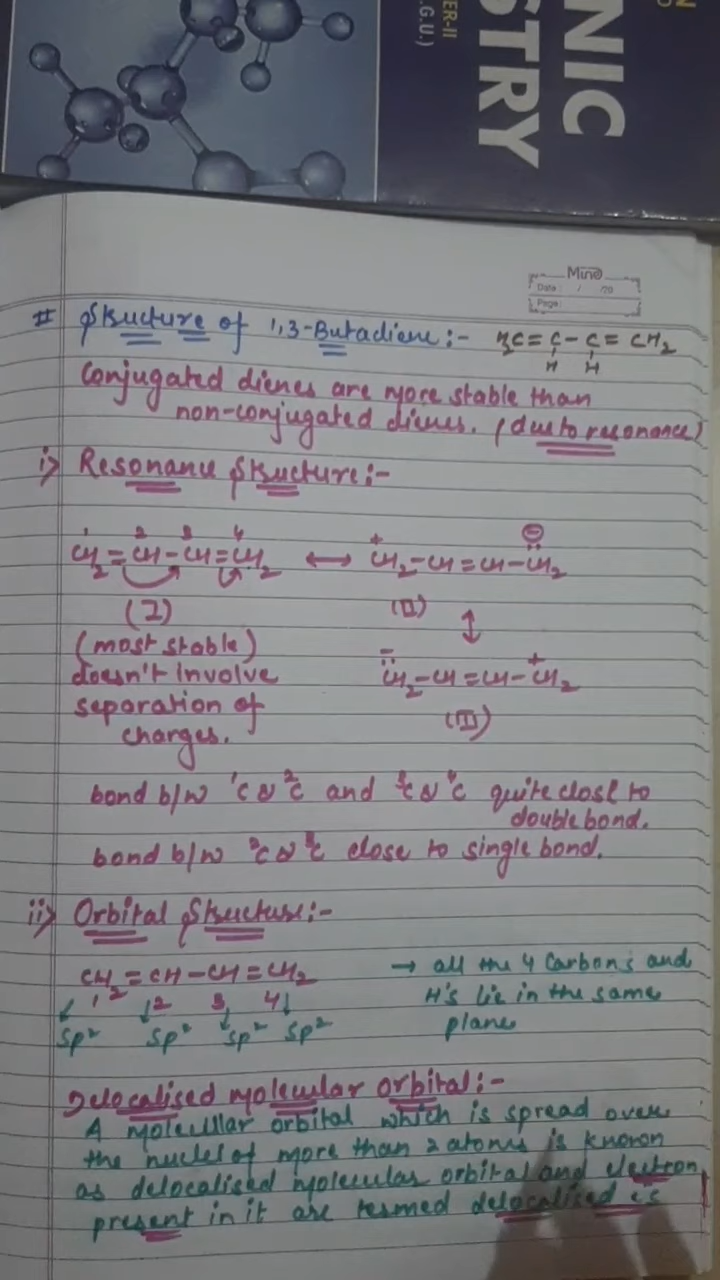 ER-II
.G.U.)
STRY
NIC
Mino
Date : / /20
Page:
# Structure of 1,3-Butadiene:- H2C=C-C=CH2
H H
Conjugated dienes are more stable than
non-conjugated dienes. (due to resonance)
i) Resonance Structure:-
1 2 3 4
CH2=CH-CH=CH2 ↔ +CH2-CH=CH-C̈H2 ⊖
(I) (II)
↕
(most stable)
doesn't involve
separation of
charges.
-C̈H2-CH=CH-CH2+
(III)
bond b/w ¹C & ²C and ³C & ⁴C quite close to
double bond.
bond b/w ²C & ³C close to single bond.
ii) Orbital Structure:-
CH2=CH-CH=CH2
1 2 3 4
sp² sp² sp² sp²
→ all the 4 Carbons and
H's lie in the same
plane
Delocalised molecular orbital:-
A molecular orbital which is spread over
the nuclei of more than 2 atoms is known
as delocalised molecular orbital and electron
present in it are termed delocalised es